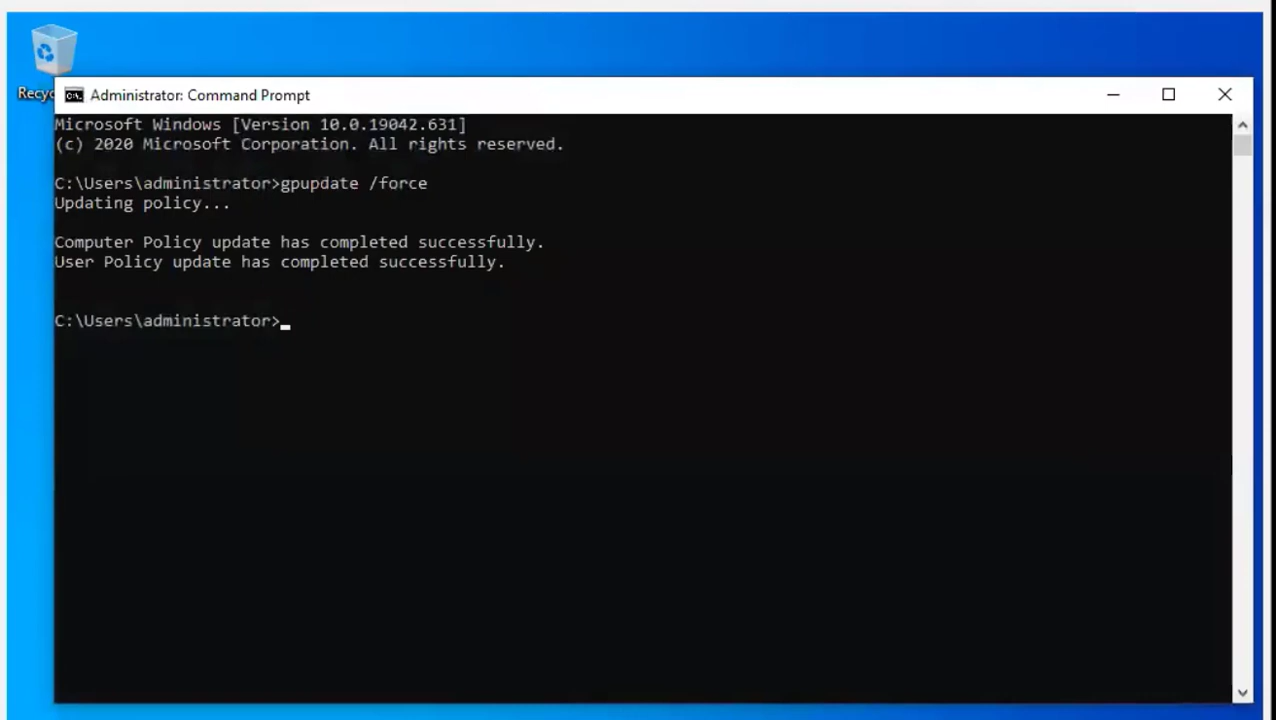 Recyc
Administrator: Command Prompt
Microsoft Windows [Version 10.0.19042.631]
(c) 2020 Microsoft Corporation. All rights reserved.
C:\Users\administrator>gpupdate /force
Updating policy...
Computer Policy update has completed successfully.
User Policy update has completed successfully.
C:\Users\administrator>